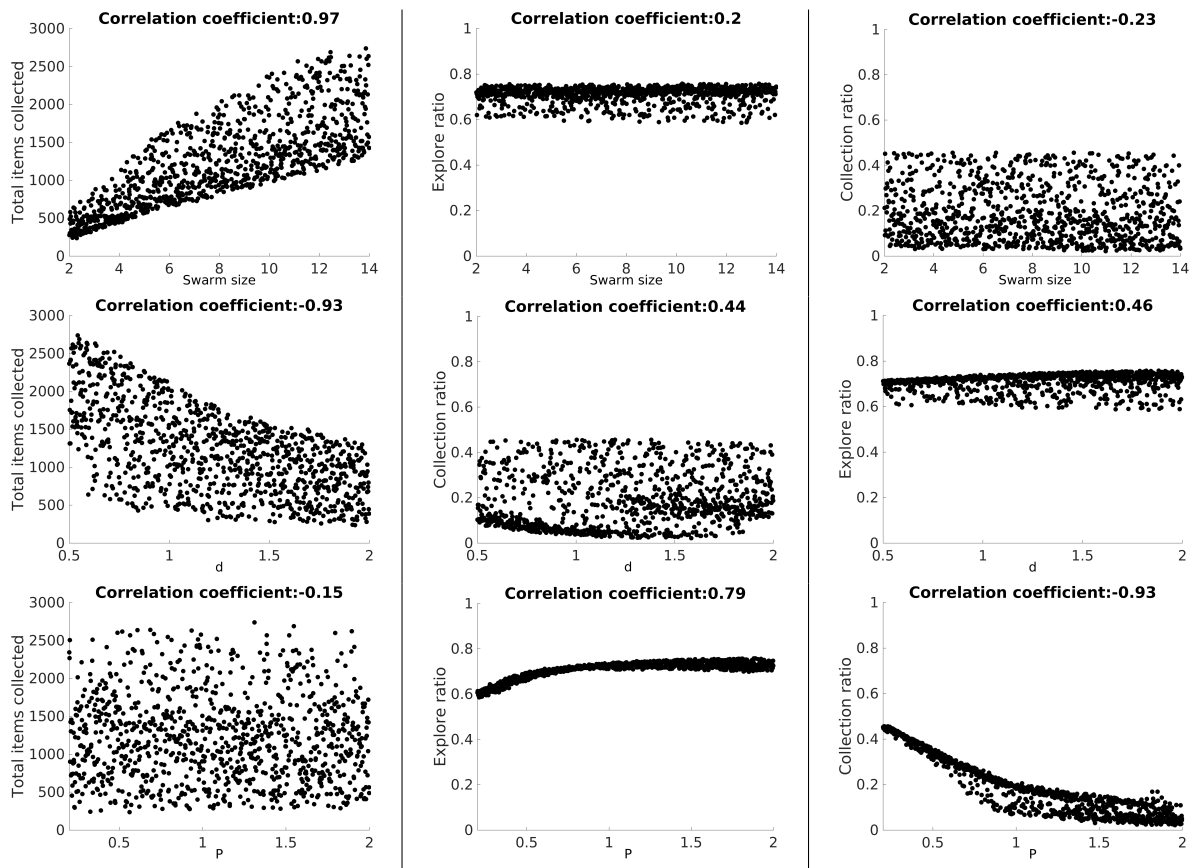 Correlation coefficient:0.97
3000
2500
2000
1500
1000
500
0
Total items collected
2 4 6 8 10 12 14
Swarm size
Correlation coefficient:0.2
1
0.8
0.6
0.4
0.2
0
Explore ratio
2 4 6 8 10 12 14
Swarm size
Correlation coefficient:-0.23
1
0.8
0.6
0.4
0.2
0
Collection ratio
2 4 6 8 10 12 14
Swarm size
Correlation coefficient:-0.93
3000
2500
2000
1500
1000
500
0
Total items collected
0.5 1 1.5 2
d
Correlation coefficient:0.44
1
0.8
0.6
0.4
0.2
0
Collection ratio
0.5 1 1.5 2
d
Correlation coefficient:0.46
1
0.8
0.6
0.4
0.2
0
Explore ratio
0.5 1 1.5 2
d
Correlation coefficient:-0.15
3000
2500
2000
1500
1000
500
0
Total items collected
0.5 1 1.5 2
P
Correlation coefficient:0.79
1
0.8
0.6
0.4
0.2
0
Explore ratio
0.5 1 1.5 2
P
Correlation coefficient:-0.93
1
0.8
0.6
0.4
0.2
0
Collection ratio
0.5 1 1.5 2
P